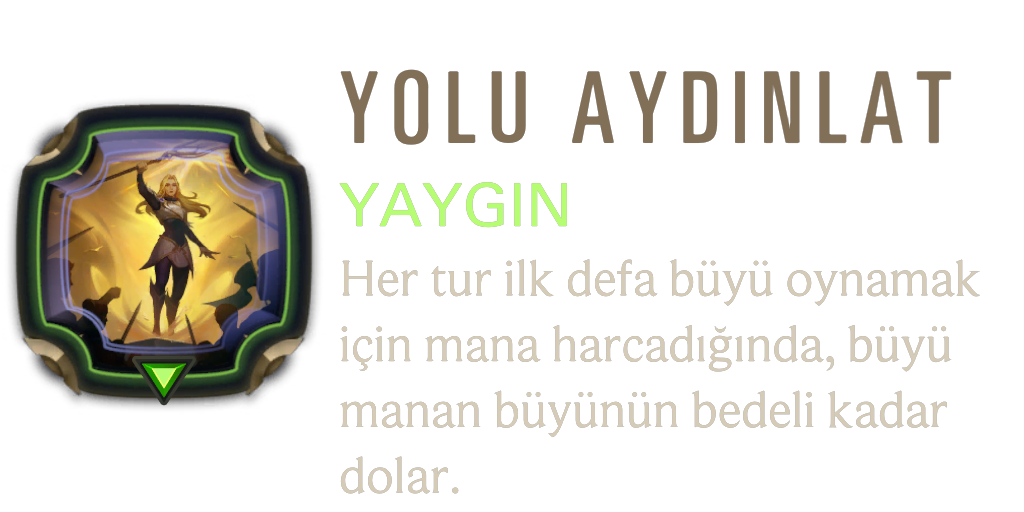 YOLU AYDINLAT
YAYGIN
Her tur ilk defa büyü oynamak
için mana harcadığında, büyü
manan büyünün bedeli kadar
dolar.